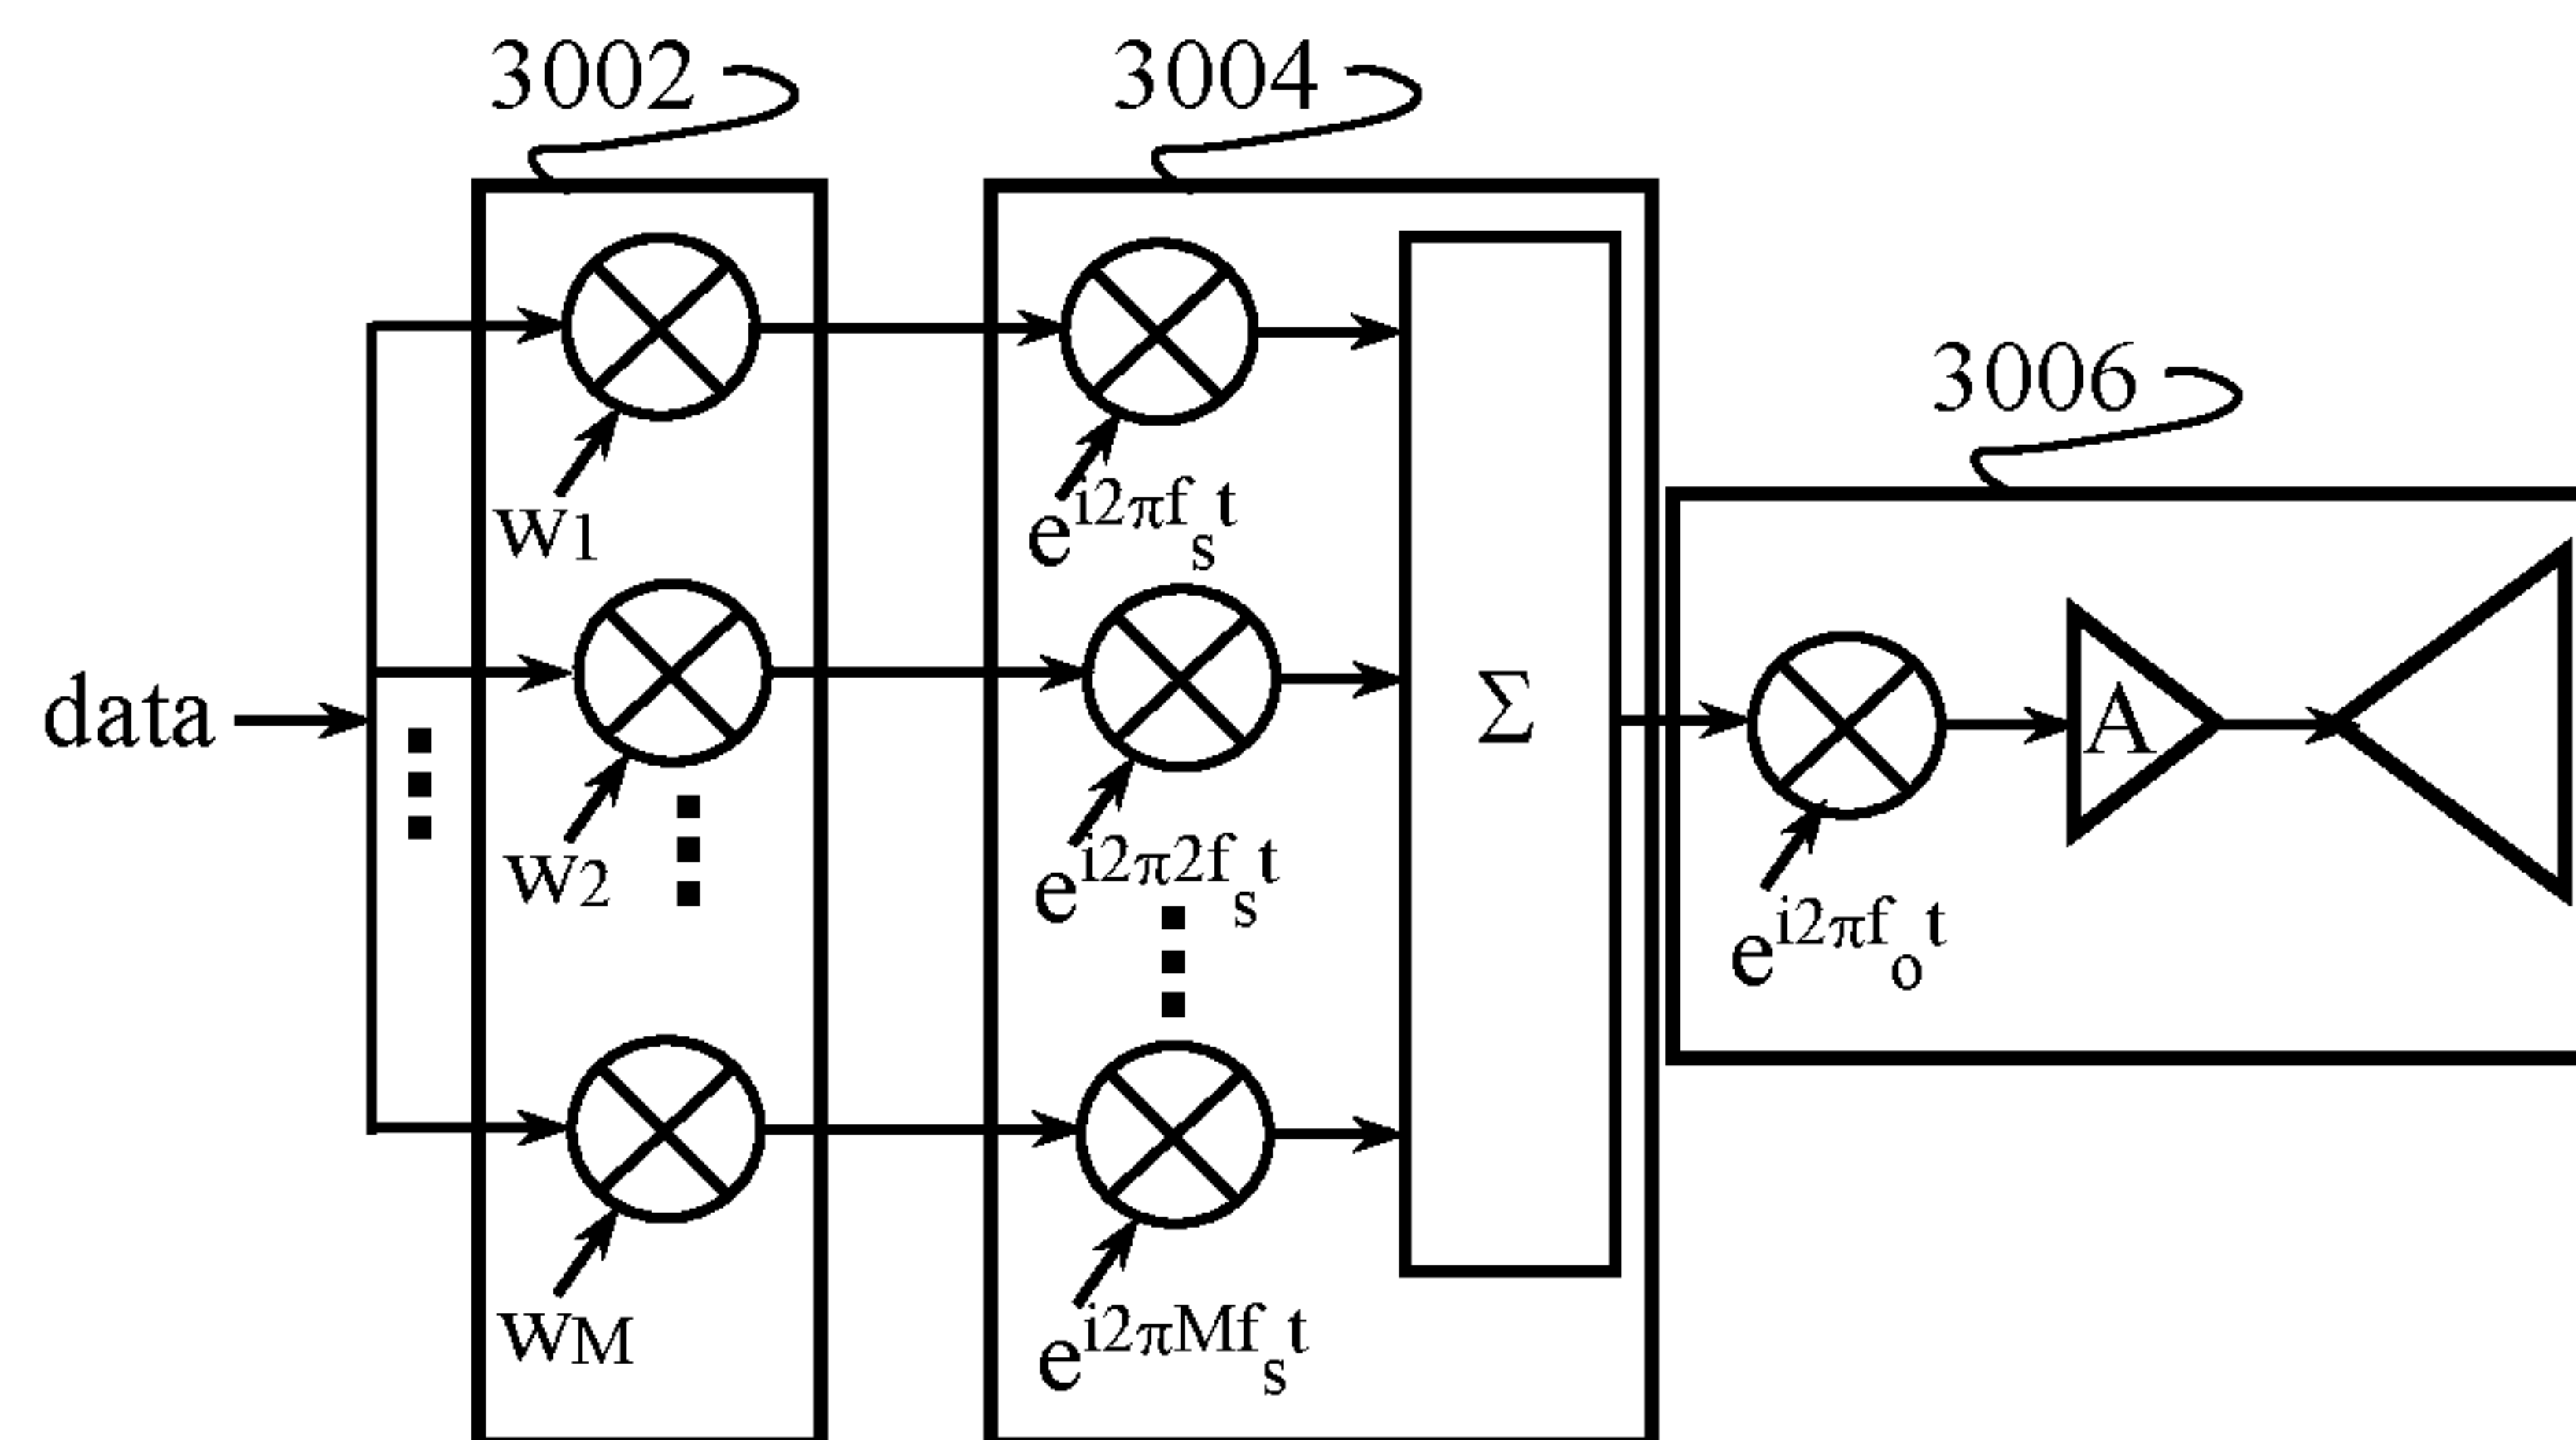 3002
3004
3006
w1
e^{i2πf_s t}
data
w2
e^{i2π2f_s t}
Σ
A
e^{i2πf_o t}
wM
e^{i2πMf_s t}